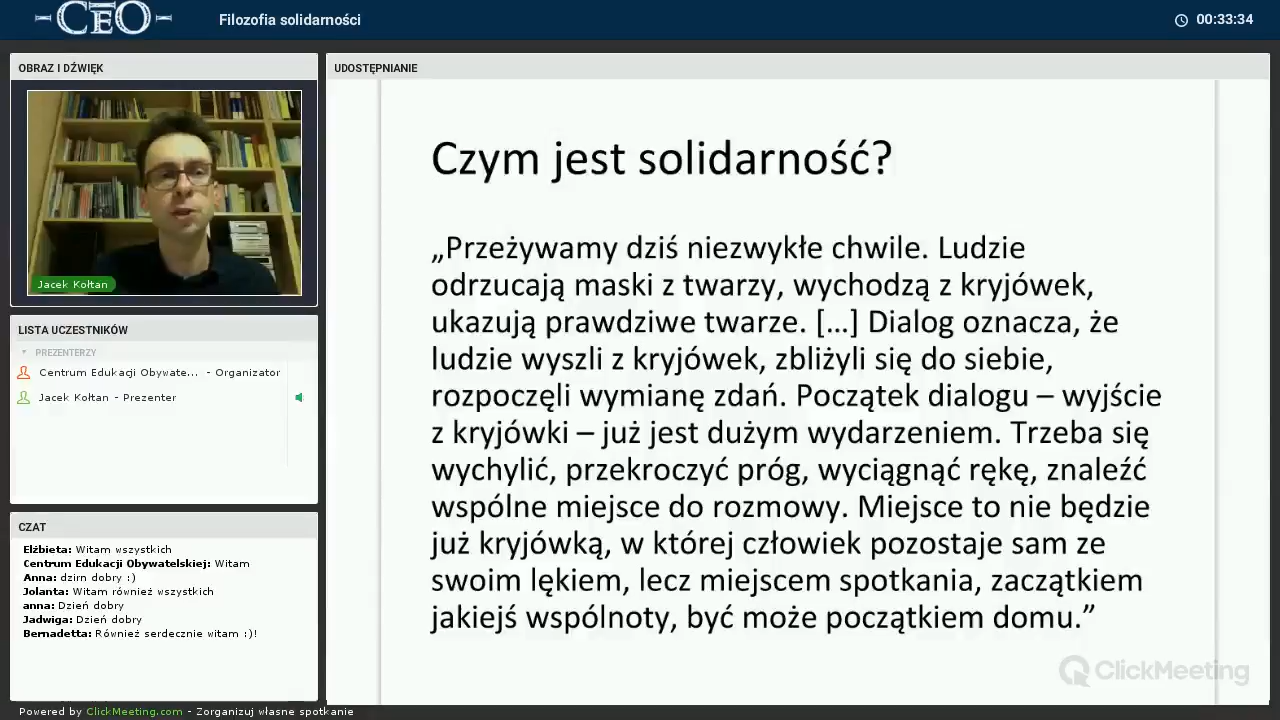 CEO
Filozofia solidarności
00:33:34
OBRAZ I DŹWIĘK
Jacek Kołtan
LISTA UCZESTNIKÓW
PREZENTERZY
Centrum Edukacji Obywate... - Organizator
Jacek Kołtan - Prezenter
CZAT
Elżbieta: Witam wszystkich
Centrum Edukacji Obywatelskiej: Witam
Anna: dzirn dobry :)
Jolanta: Witam również wszystkich
anna: Dzień dobry
Jadwiga: Dzień dobry
Bernadetta: Również serdecznie witam :)!
UDOSTĘPNIANIE
Czym jest solidarność?
„Przeżywamy dziś niezwykłe chwile. Ludzie
odrzucają maski z twarzy, wychodzą z kryjówek,
ukazują prawdziwe twarze. […] Dialog oznacza, że
ludzie wyszli z kryjówek, zbliżyli się do siebie,
rozpoczęli wymianę zdań. Początek dialogu – wyjście
z kryjówki – już jest dużym wydarzeniem. Trzeba się
wychylić, przekroczyć próg, wyciągnąć rękę, znaleźć
wspólne miejsce do rozmowy. Miejsce to nie będzie
już kryjówką, w której człowiek pozostaje sam ze
swoim lękiem, lecz miejscem spotkania, zaczątkiem
jakiejś wspólnoty, być może początkiem domu.”
ClickMeeting
Powered by ClickMeeting.com - Zorganizuj własne spotkanie